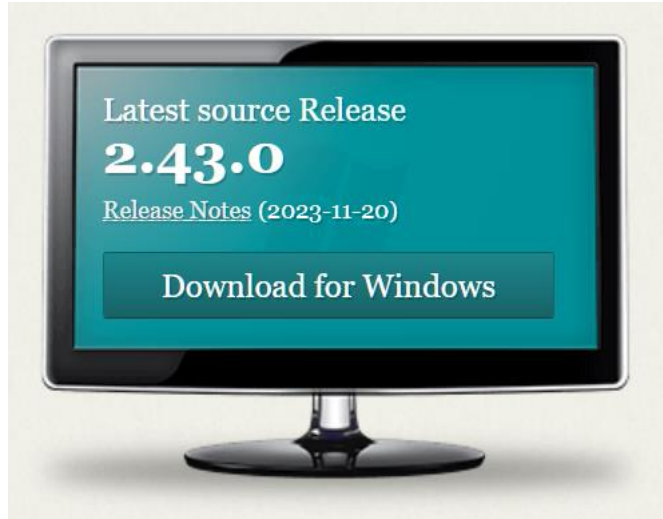 Latest source Release
2.43.0
Release Notes (2023-11-20)
Download for Windows